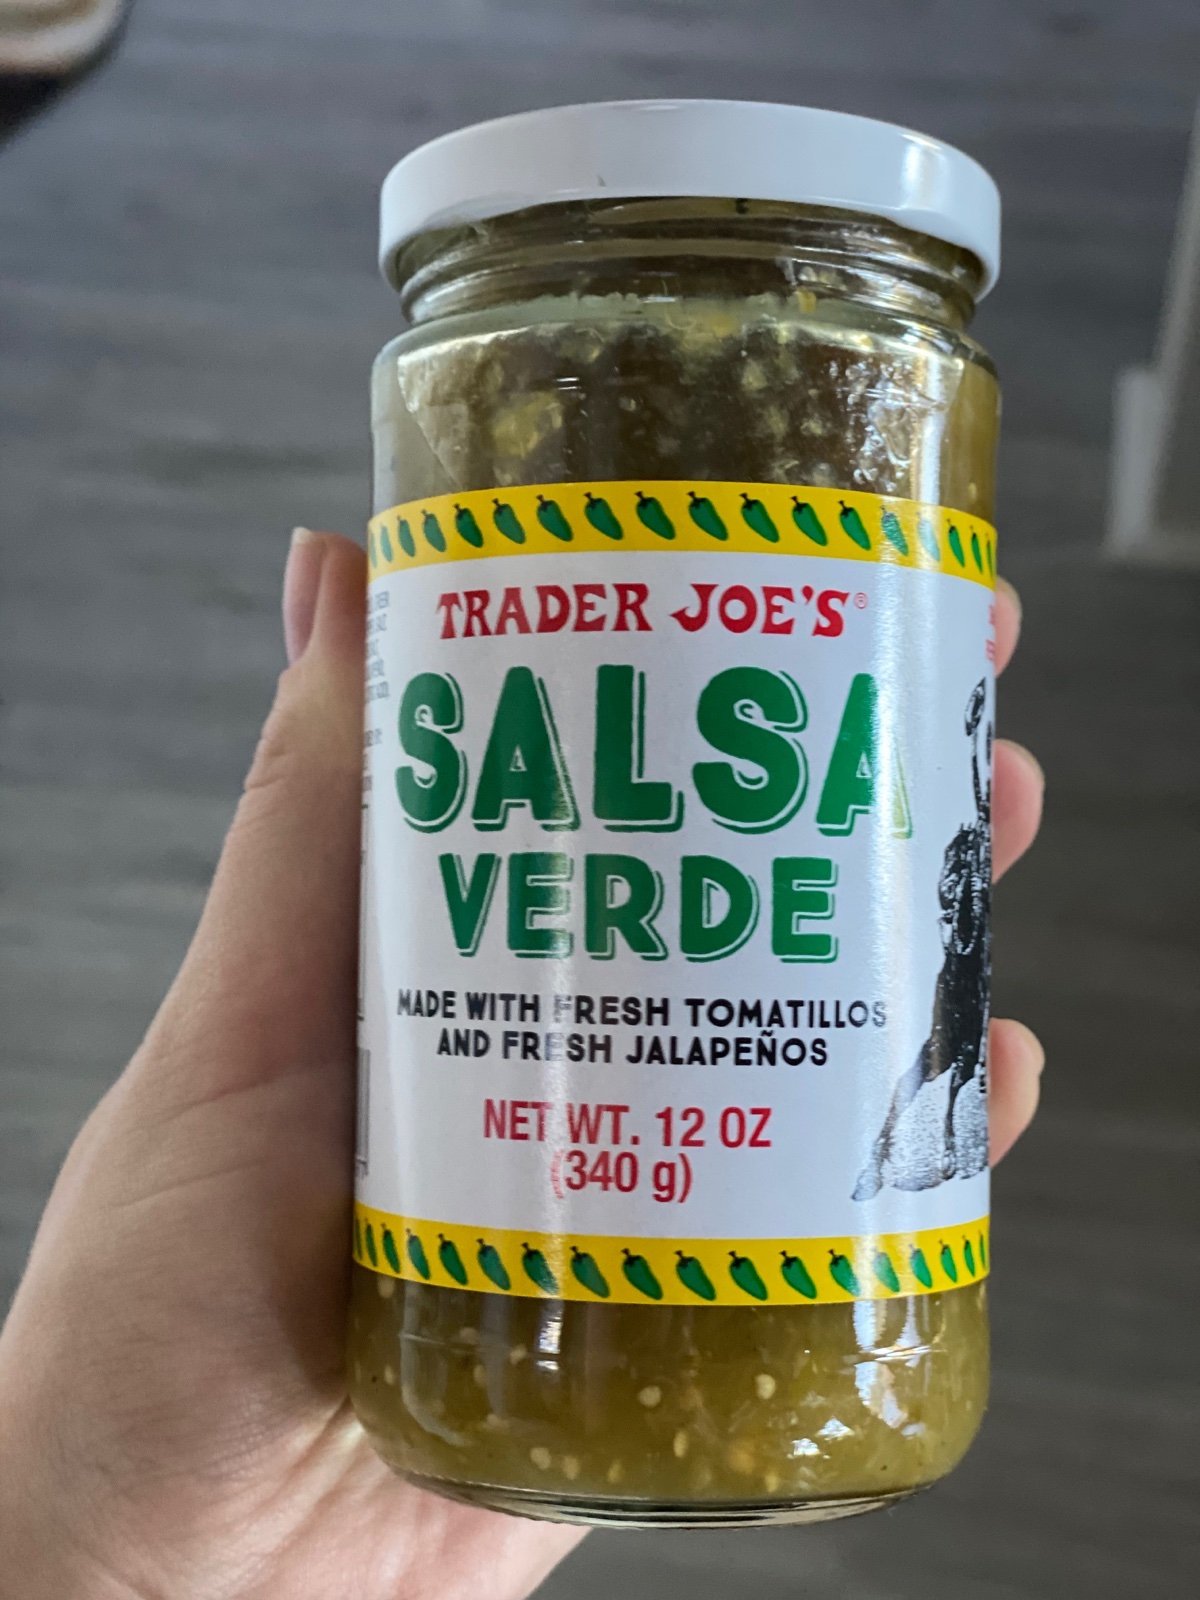 TRADER JOE'S®
SALSA
VERDE
MADE WITH FRESH TOMATILLOS
AND FRESH JALAPEÑOS
NET WT. 12 OZ
(340 g)